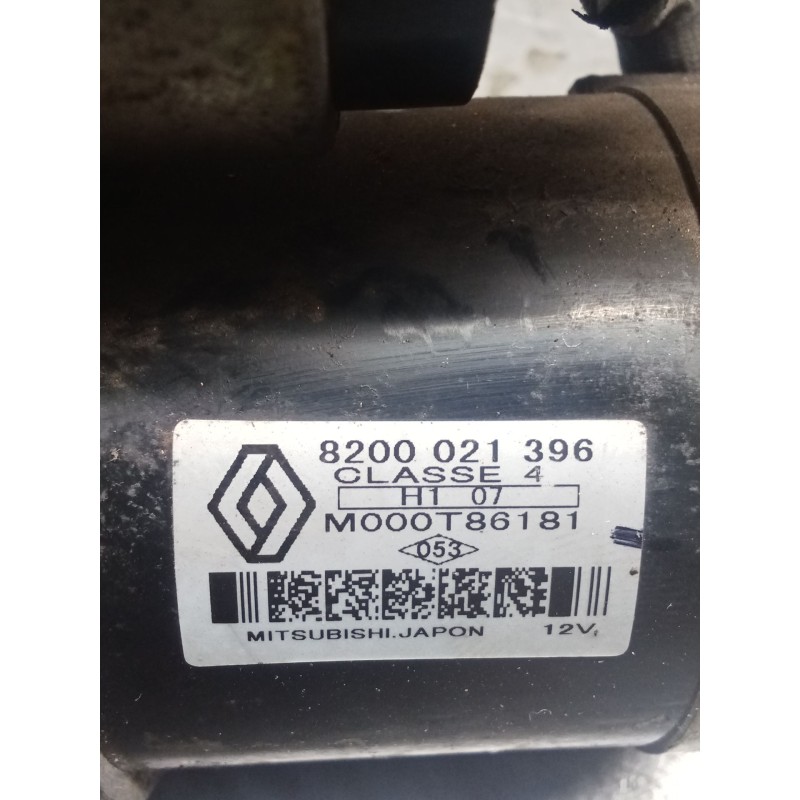 8200 021 396
CLASSE 4
H1 07
M000T86181
053
MITSUBISHI.JAPON 12V